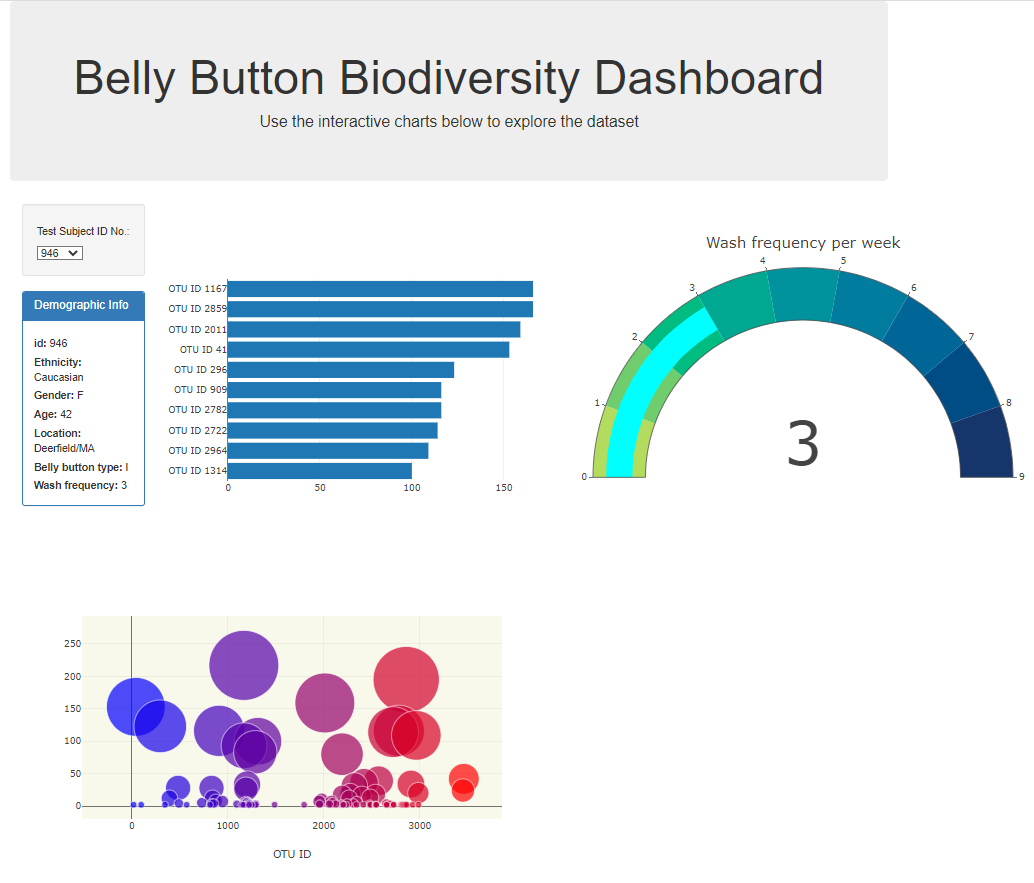 Belly Button Biodiversity Dashboard
Use the interactive charts below to explore the dataset
Test Subject ID No.:
946
Demographic Info
id: 946
Ethnicity:
Caucasian
Gender: F
Age: 42
Location:
Deerfield/MA
Belly button type: I
Wash frequency: 3
OTU ID 1167
OTU ID 2859
OTU ID 2011
OTU ID 41
OTU ID 296
OTU ID 909
OTU ID 2782
OTU ID 2722
OTU ID 2964
OTU ID 1314
0 50 100 150
Wash frequency per week
0
1
2
3
4
5
6
7
8
9
3
250
200
150
100
50
0
0 1000 2000 3000
OTU ID